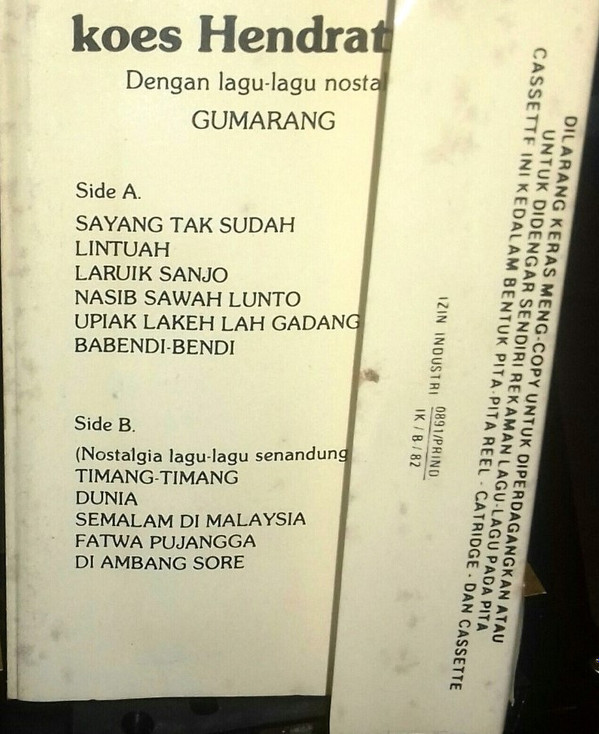 koes Hendrat
Dengan lagu-lagu nostal
GUMARANG
Side A.
SAYANG TAK SUDAH
LINTUAH
LARUIK SANJO
NASIB SAWAH LUNTO
UPIAK LAKEH LAH GADANG
BABENDI-BENDI
Side B.
(Nostalgia lagu-lagu senandung
TIMANG-TIMANG
DUNIA
SEMALAM DI MALAYSIA
FATWA PUJANGGA
DI AMBANG SORE
DILARANG KERAS MENG-COPY UNTUK DIPERDAGANGKAN ATAU
UNTUK DIDENGAR SENDIRI REKAMAN LAGU-LAGU PADA PITA
CASSETTE INI KEDALAM BENTUK PITA-PITA REEL - CATRIDGE - DAN CASSETTE
IZIN INDUSTRI 0891/PRIND
IK / B / 82